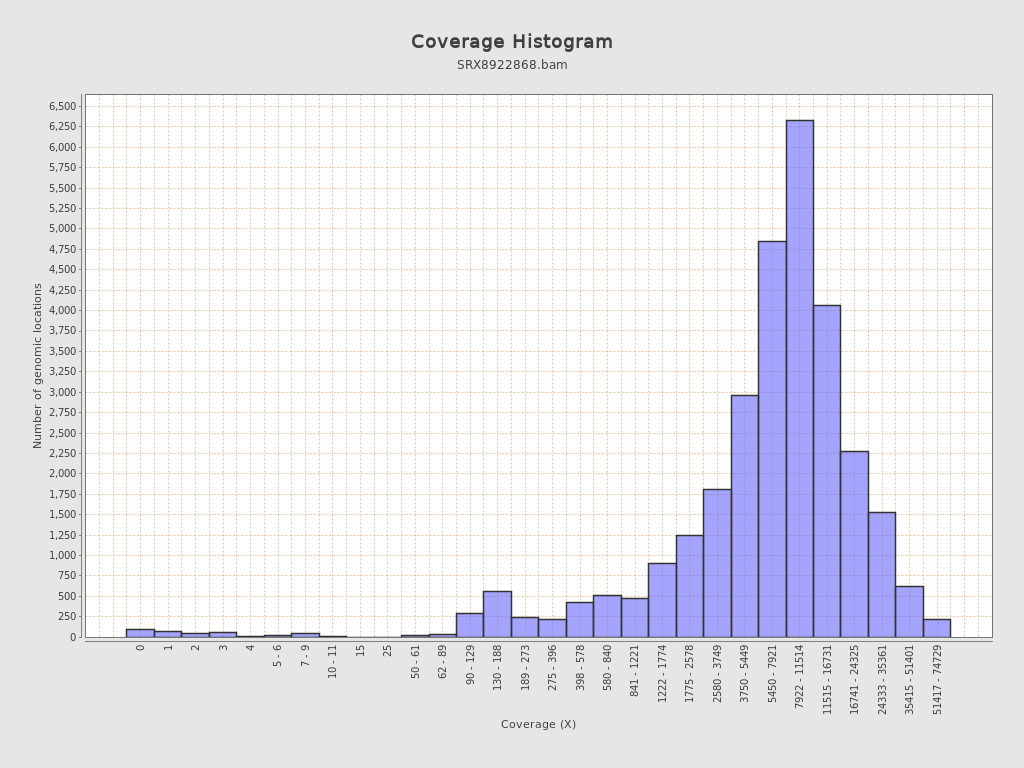 Coverage Histogram
SRX8922868.bam
Number of genomic locations
6,500
6,250
6,000
5,750
5,500
5,250
5,000
4,750
4,500
4,250
4,000
3,750
3,500
3,250
3,000
2,750
2,500
2,250
2,000
1,750
1,500
1,250
1,000
750
500
250
0
0
1
2
3
4
5 - 6
7 - 9
10 - 11
15
25
50 - 61
62 - 89
90 - 129
130 - 188
189 - 273
275 - 396
398 - 578
580 - 840
841 - 1221
1222 - 1774
1775 - 2578
2580 - 3749
3750 - 5449
5450 - 7921
7922 - 11514
11515 - 16731
16741 - 24325
24333 - 35361
35415 - 51401
51417 - 74729
Coverage (X)